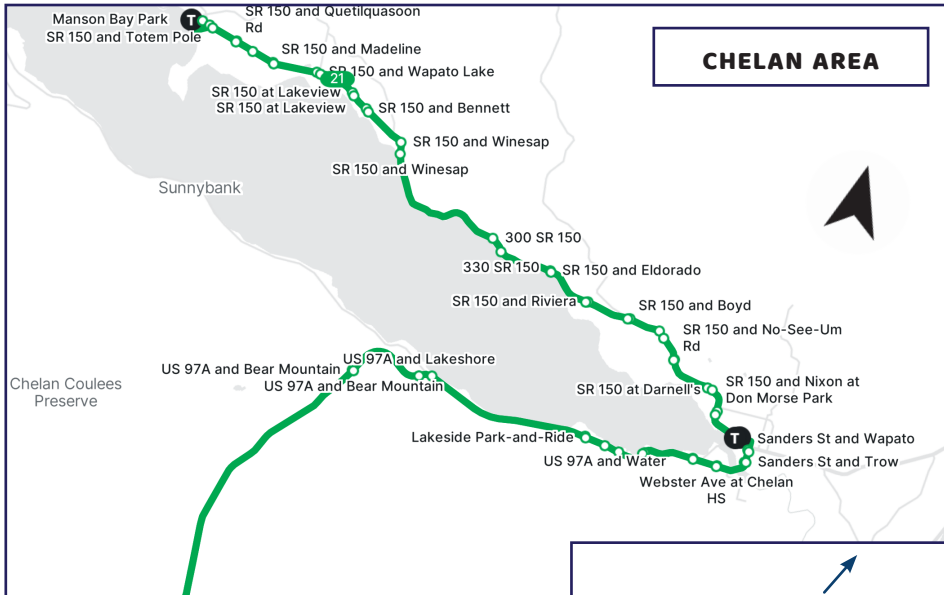 CHELAN AREA
Manson Bay Park
T
SR 150 and Quetilquasoon
Rd
SR 150 and Totem Pole
SR 150 and Madeline
SR 150 and Wapato Lake
21
SR 150 at Lakeview
SR 150 at Lakeview
SR 150 and Bennett
SR 150 and Winesap
SR 150 and Winesap
Sunnybank
300 SR 150
330 SR 150
SR 150 and Eldorado
SR 150 and Riviera
SR 150 and Boyd
SR 150 and No-See-Um
Rd
US 97A and Lakeshore
US 97A and Bear Mountain
US 97A and Bear Mountain
Chelan Coulees
Preserve
SR 150 at Darnell's
SR 150 and Nixon at
Don Morse Park
Lakeside Park-and-Ride
T
Sanders St and Wapato
US 97A and Water
Sanders St and Trow
Webster Ave at Chelan
HS